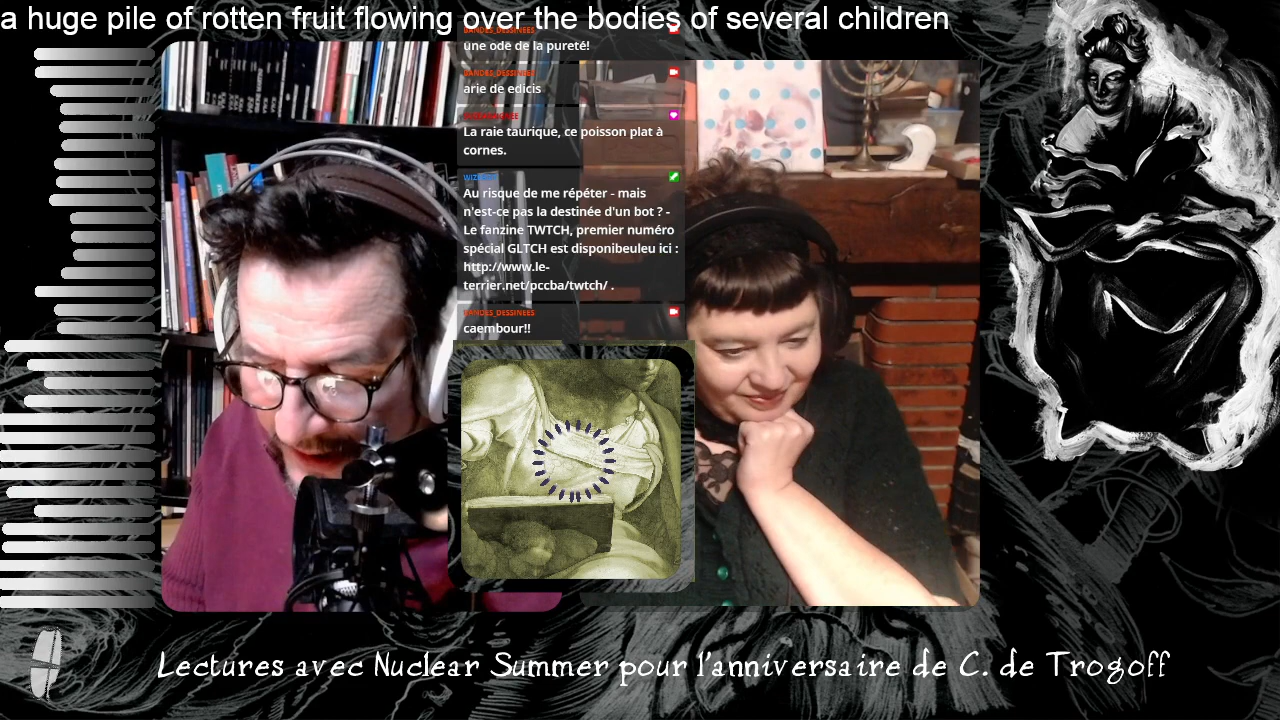 a huge pile of rotten fruit flowing over the bodies of several children
BANDES_DESSINEES
une ode de la pureté!
BANDES_DESSINEES
arie de edicis
La raie taurique, ce poisson plat à
cornes.
Au risque de me répéter - mais
n'est-ce pas la destinée d'un bot ? -
Le fanzine TWTCH, premier numéro
spécial GLTCH est disponibeuleu ici :
http://www.le-
terrier.net/pccba/twtch/ .
BANDES_DESSINEES
caembour!!
Lectures avec Nuclear Summer pour l'anniversaire de C. de Trogoff